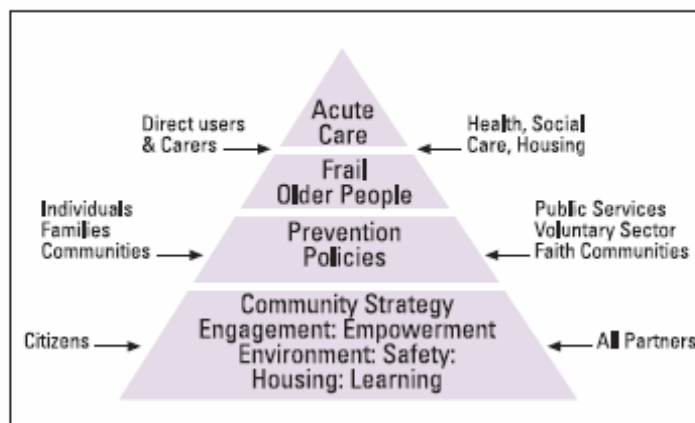 Acute
Care
Direct users
& Carers
Health, Social
Care, Housing
Frail
Older People
Individuals
Families
Communities
Prevention
Policies
Public Services
Voluntary Sector
Faith Communities
Community Strategy
Engagement: Empowerment
Environment: Safety:
Housing: Learning
Citizens
All Partners